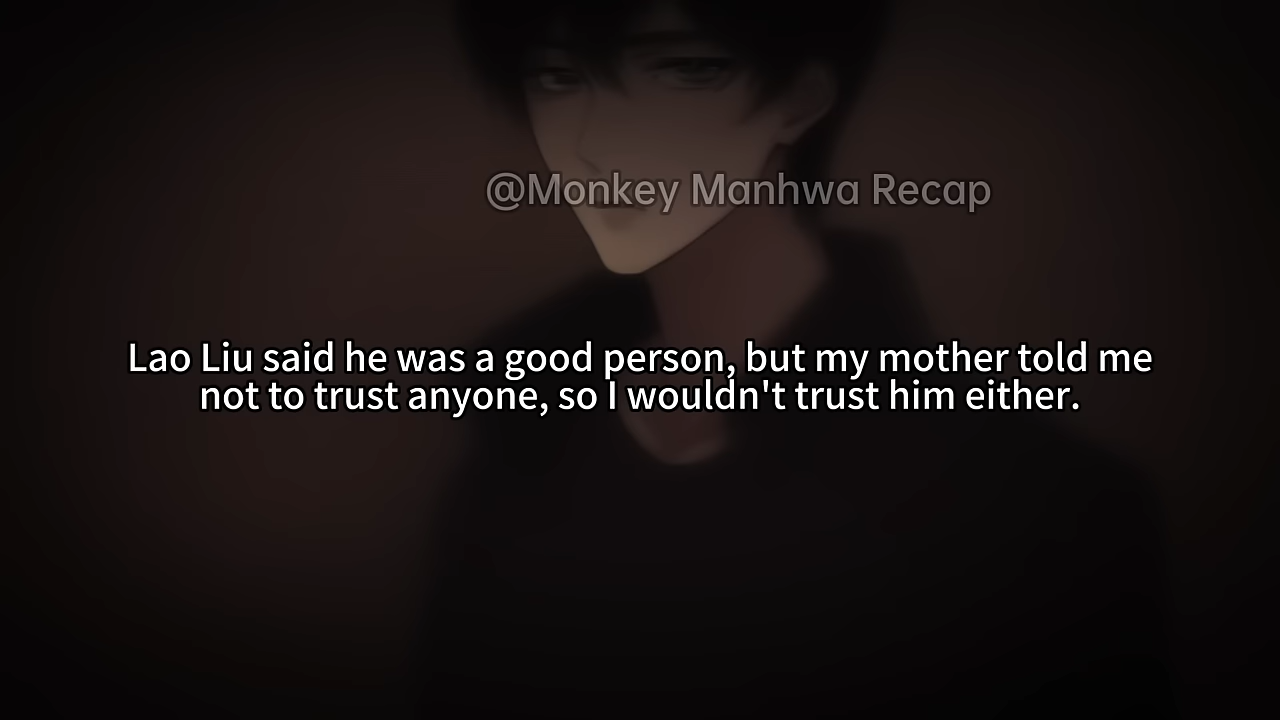 @Monkey Manhwa Recap
Lao Liu said he was a good person, but my mother told me
not to trust anyone, so I wouldn't trust him either.